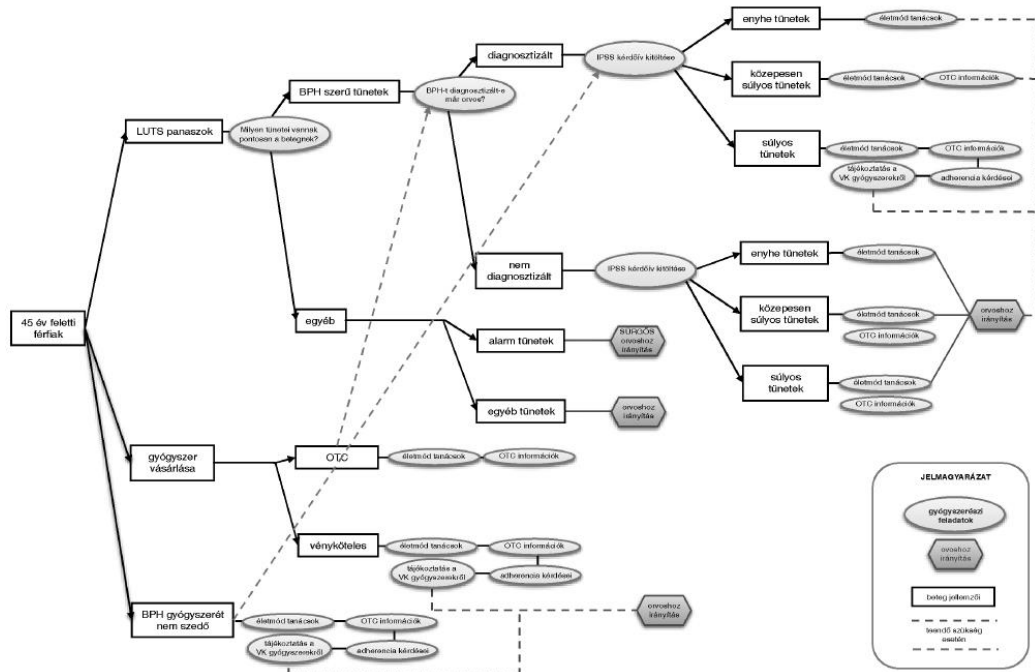 enyhe tünetek
életmód tanácsok
diagnosztizált
IPSS kérdőív kitöltése
BPH szerű tünetek
BPH-t diagnosztizált-e
már orvos?
közepesen
súlyos tünetek
életmód tanácsok
OTC információk
LUTS panaszok
Milyen tünetei vannak
pontosan a betegnek?
súlyos
tünetek
életmód tanácsok
OTC információk
tájékoztatás a
VK gyógyszerekről
adherencia kérdései
nem
diagnosztizált
IPSS kérdőív kitöltése
enyhe tünetek
életmód tanácsok
45 év feletti
férfiak
egyéb
alarm tünetek
SÜRGŐS
orvoshoz
irányítás
közepesen
súlyos tünetek
életmód tanácsok
OTC információk
orvoshoz
irányítás
súlyos
tünetek
életmód tanácsok
OTC információk
egyéb tünetek
orvoshoz
irányítás
gyógyszer
vásárlása
OTC
életmód tanácsok
OTC információk
vényköteles
életmód tanácsok
OTC információk
tájékoztatás a
VK gyógyszerekről
adherencia kérdései
orvoshoz
irányítás
BPH gyógyszerét
nem szedő
életmód tanácsok
OTC információk
tájékoztatás a
VK gyógyszerekről
adherencia kérdései
JELMAGYARÁZAT
gyógyszerészi
feladatok
orvoshoz
irányítás
beteg jellemzői
teendő szükség
esetén